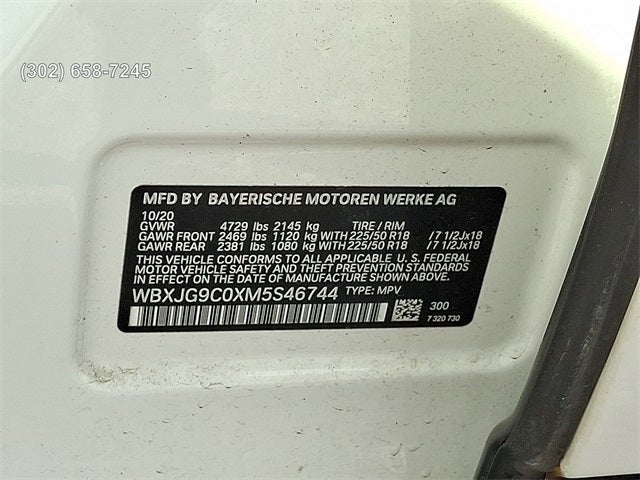 (302) 658-7245
MFD BY BAYERISCHE MOTOREN WERKE AG
10/20
GVWR 4729 lbs 2145 kg TIRE / RIM
GAWR FRONT 2469 lbs 1120 kg WITH 225/50 R18 /7 1/2Jx18
GAWR REAR 2381 lbs 1080 kg WITH 225/50 R18 /7 1/2Jx18
THIS VEHICLE CONFORMS TO ALL APPLICABLE U. S. FEDERAL
MOTOR VEHICLE SAFETY AND THEFT PREVENTION STANDARDS
IN EFFECT ON THE DATE OF MANUFACTURE SHOWN ABOVE.
WBXJG9C0XM5S46744 TYPE: MPV
300
7 320 730